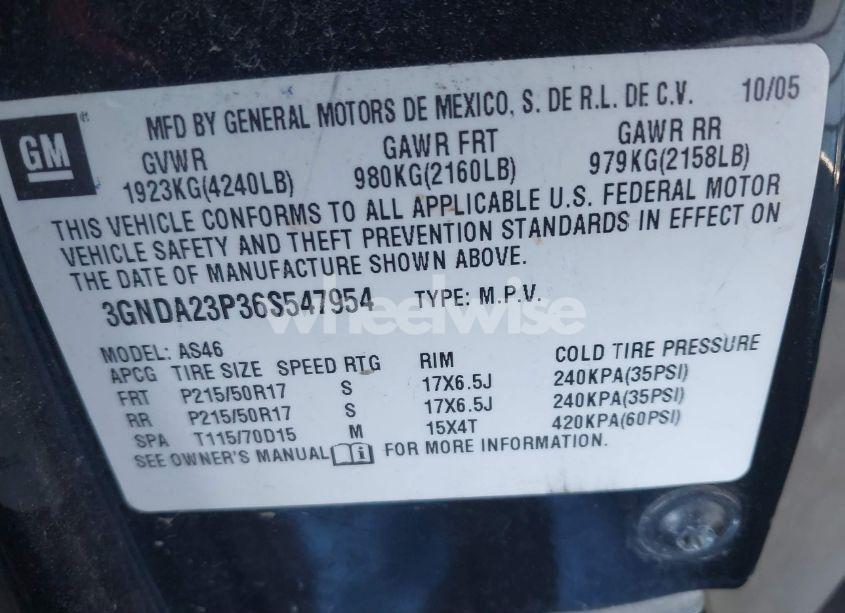 GM
MFD BY GENERAL MOTORS DE MEXICO, S. DE R.L. DE C.V. 10/05
GVWR GAWR FRT GAWR RR
1923KG(4240LB) 980KG(2160LB) 979KG(2158LB)
THIS VEHICLE CONFORMS TO ALL APPLICABLE U.S. FEDERAL MOTOR
VEHICLE SAFETY AND THEFT PREVENTION STANDARDS IN EFFECT ON
THE DATE OF MANUFACTURE SHOWN ABOVE.
3GNDA23P36S547954 TYPE: M.P.V.
wheelwise
MODEL: AS46
APCG TIRE SIZE SPEED RTG RIM COLD TIRE PRESSURE
FRT P215/50R17 S 17X6.5J 240KPA(35PSI)
RR P215/50R17 S 17X6.5J 240KPA(35PSI)
SPA T115/70D15 M 15X4T 420KPA(60PSI)
SEE OWNER'S MANUAL i FOR MORE INFORMATION.